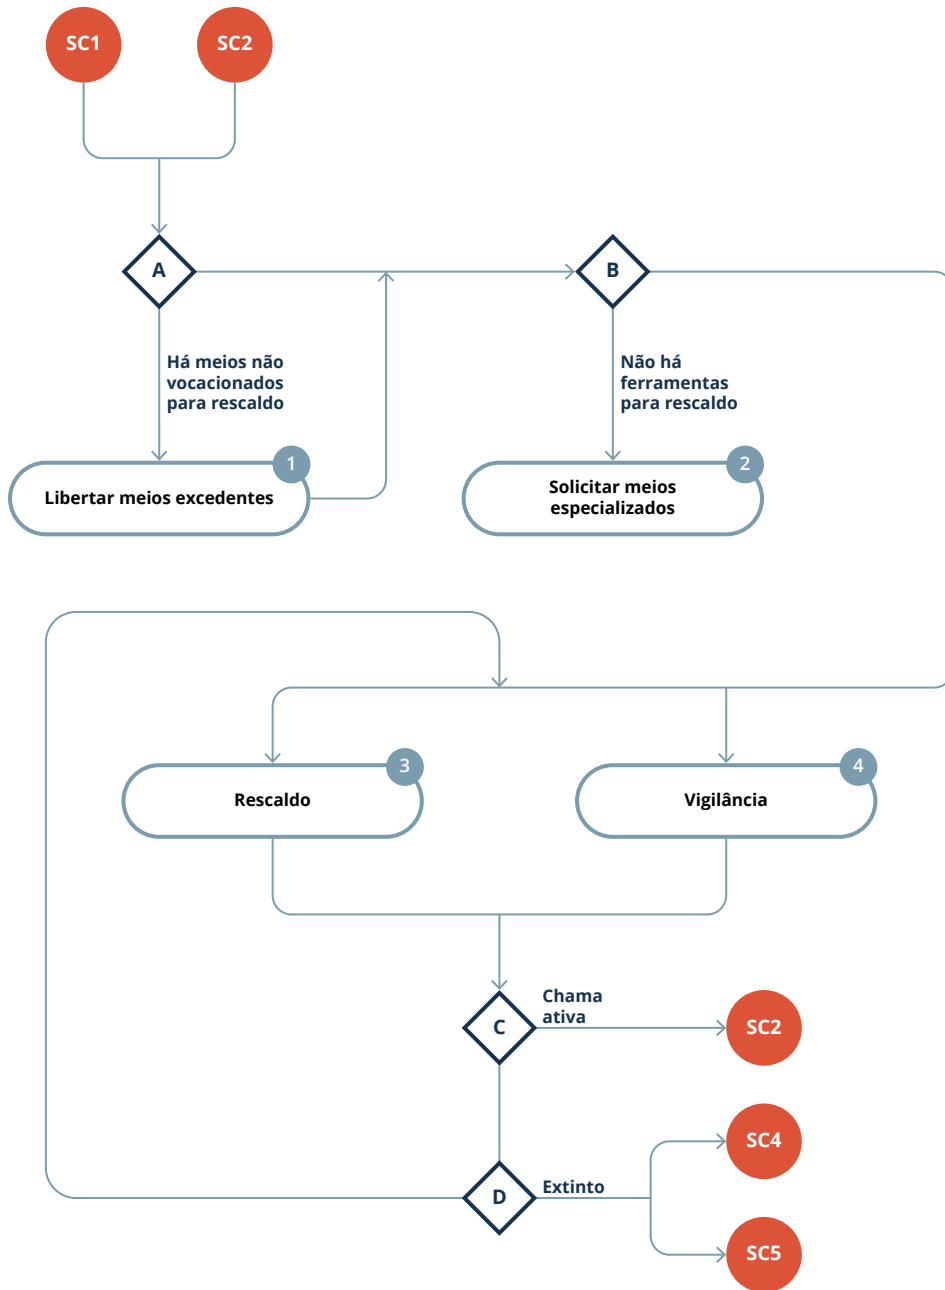 SC1
SC2
A
B
Há meios não
vocacionados
para rescaldo
Não há
ferramentas
para rescaldo
1
Libertar meios excedentes
2
Solicitar meios
especializados
3
Rescaldo
4
Vigilância
C
Chama
ativa
SC2
SC4
D
Extinto
SC5